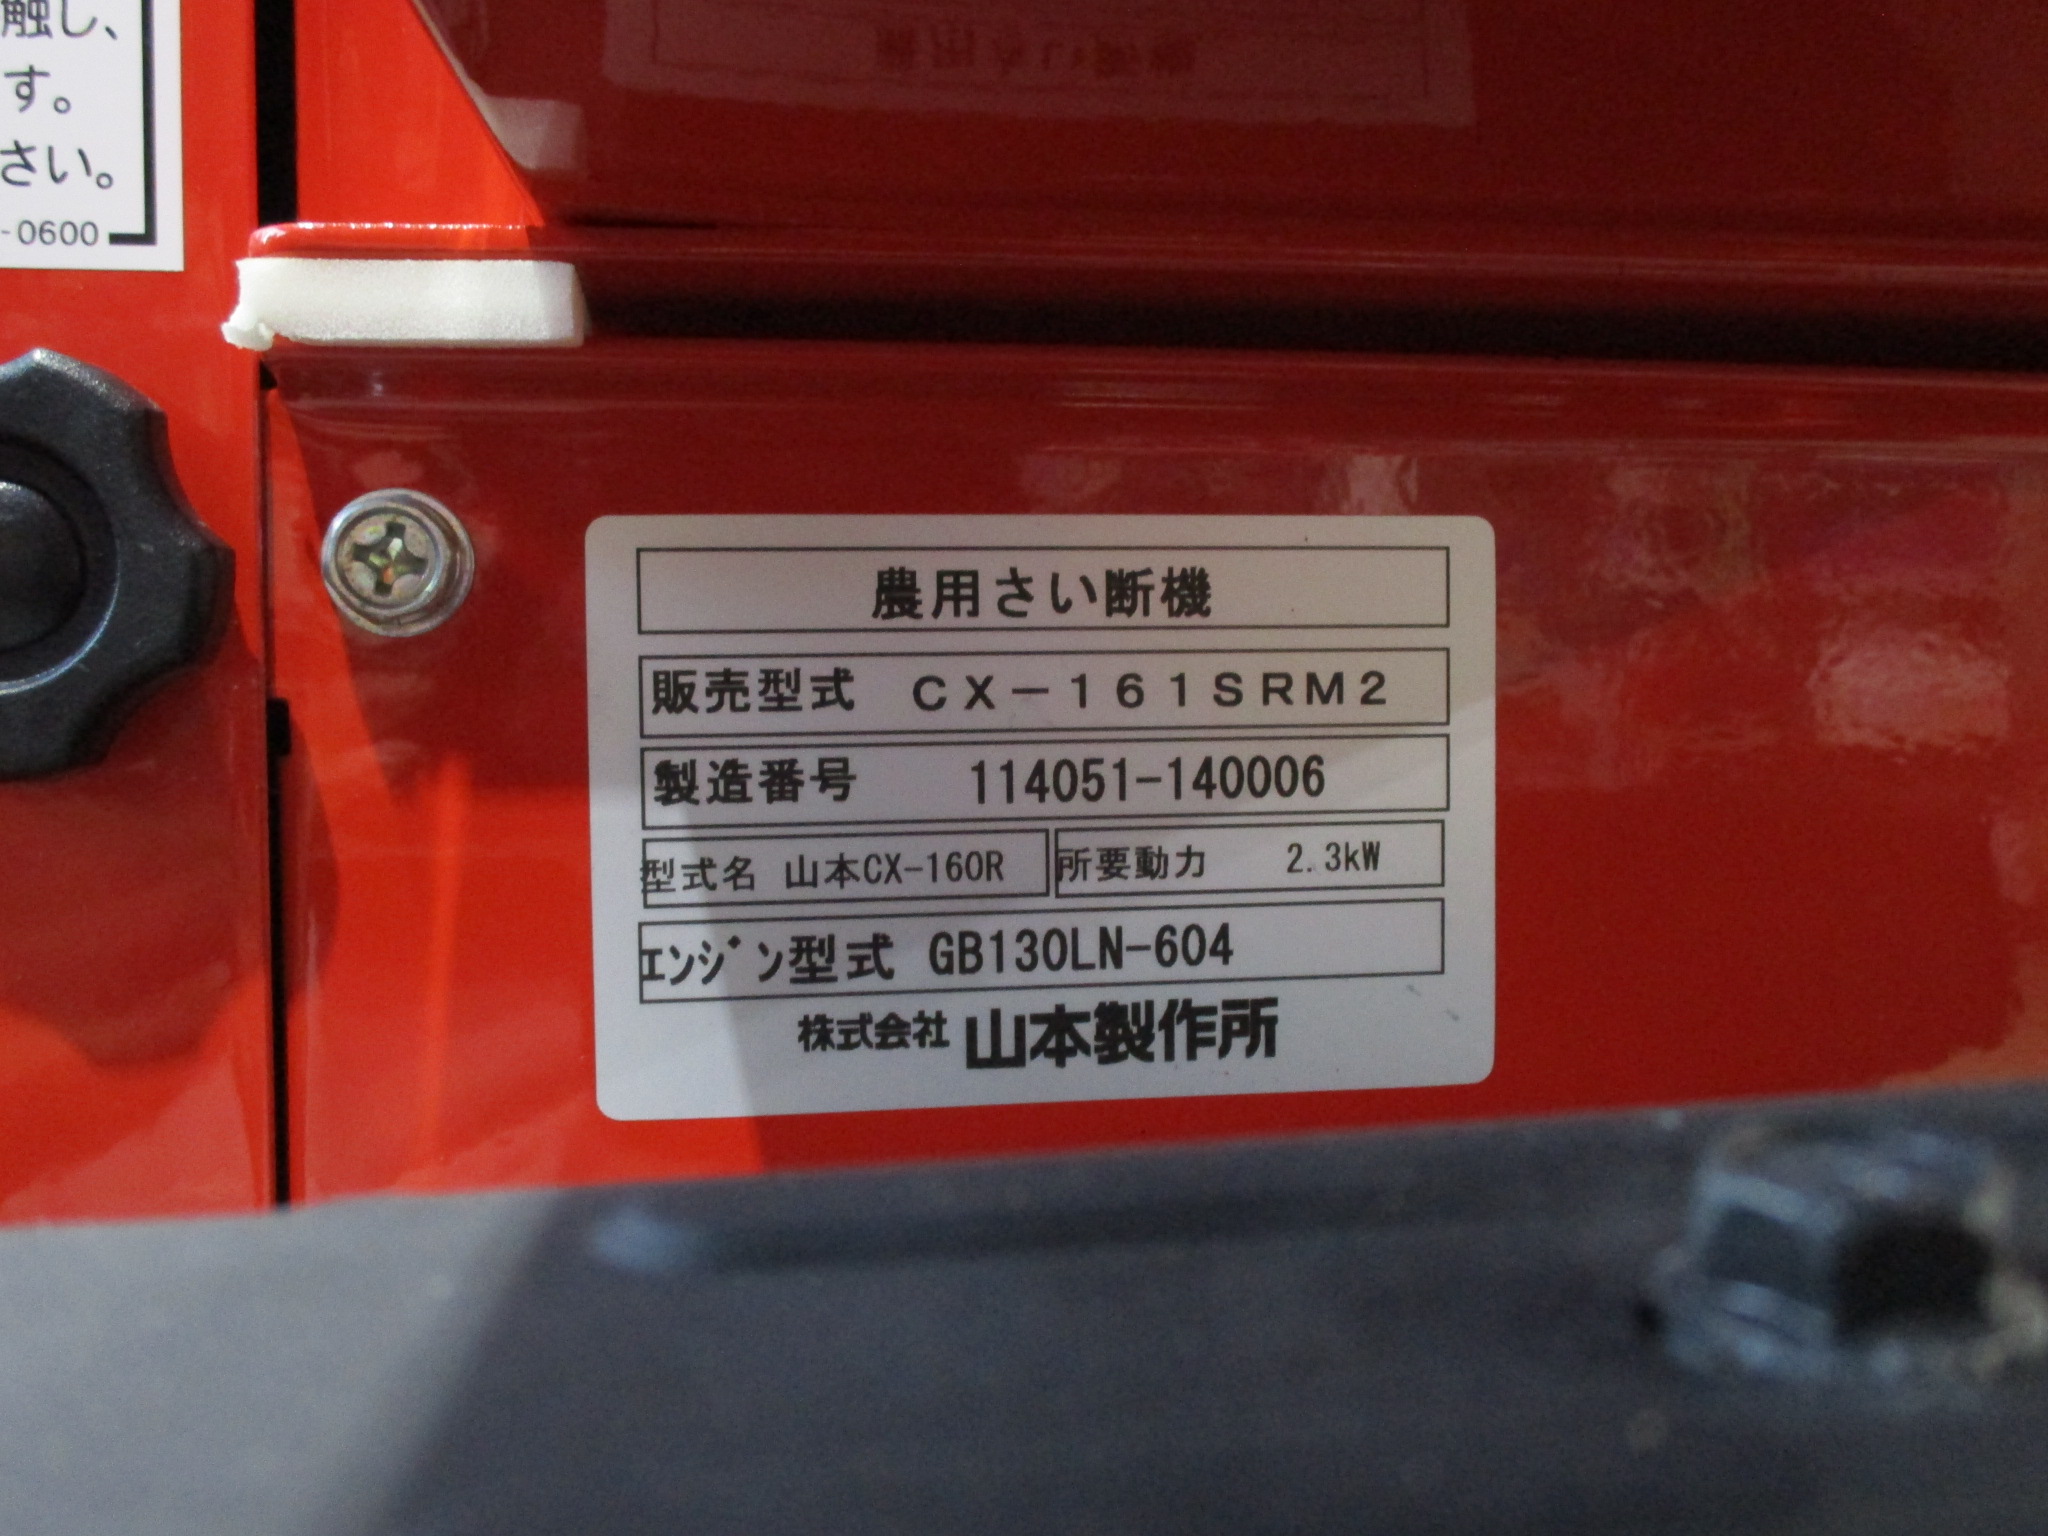 触し、
す。
さい。
-0600
農用さい断機
販売型式 CX－161SRM2
製造番号 114051-140006
型式名 山本CX-160R 所要動力 2.3kW
ｴﾝｼﾞﾝ型式 GB130LN-604
株式会社 山本製作所